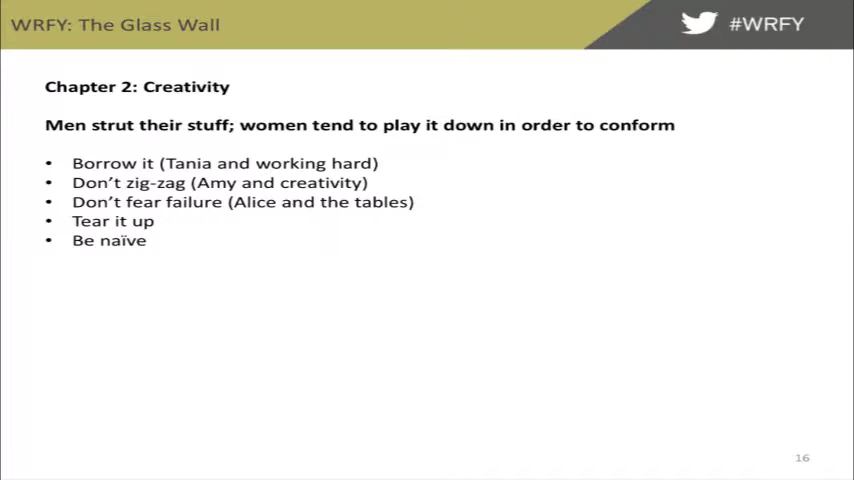 WRFY: The Glass Wall
#WRFY
Chapter 2: Creativity
Men strut their stuff; women tend to play it down in order to conform
• Borrow it (Tania and working hard)
• Don't zig-zag (Amy and creativity)
• Don't fear failure (Alice and the tables)
• Tear it up
• Be naïve
16